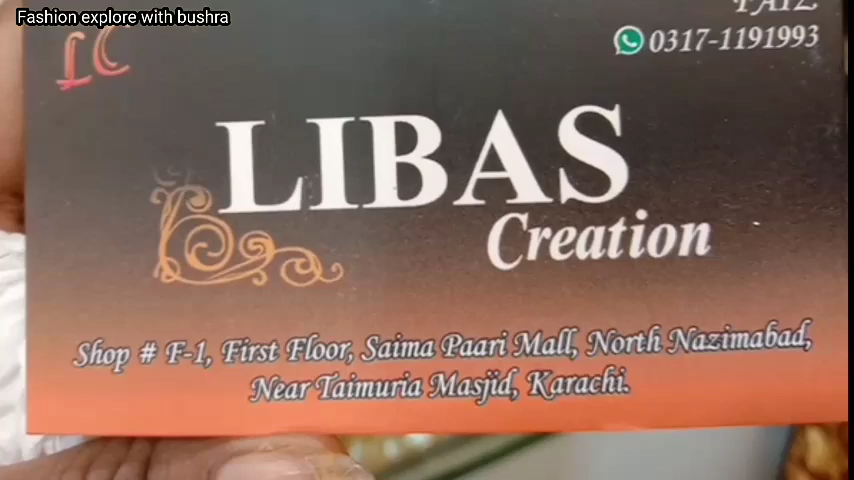 Fashion explore with bushra
LC
FAIZ
0317-1191993
LIBAS
Creation
Shop # F-1, First Floor, Saima Paari Mall, North Nazimabad,
Near Taimuria Masjid, Karachi.